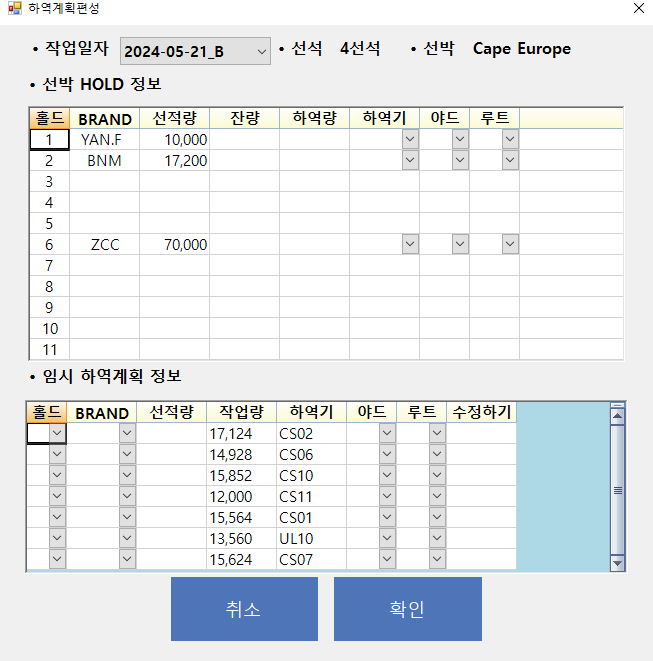 하역계획편성
• 작업일자 2024-05-21_B • 선석 4선석 • 선박 Cape Europe
• 선박 HOLD 정보
홀드 BRAND 선적량 잔량 하역량 하역기 야드 루트
1 YAN.F 10,000
2 BNM 17,200
3
4
5
6 ZCC 70,000
7
8
9
10
11
• 임시 하역계획 정보
홀드 BRAND 선적량 작업량 하역기 야드 루트 수정하기
17,124 CS02
14,928 CS06
15,852 CS10
12,000 CS11
15,564 CS01
13,560 UL10
15,624 CS07
취소 확인